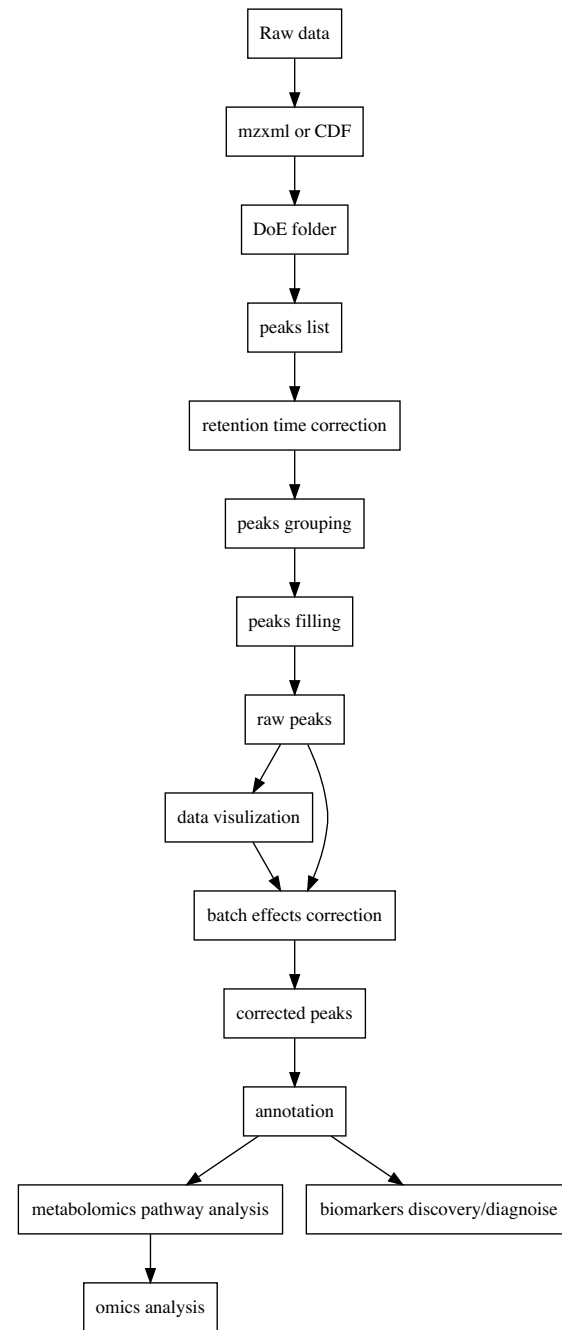 Raw data
mzxml or CDF
DoE folder
peaks list
retention time correction
peaks grouping
peaks filling
raw peaks
data visulization
batch effects correction
corrected peaks
annotation
metabolomics pathway analysis
biomarkers discovery/diagnoise
omics analysis